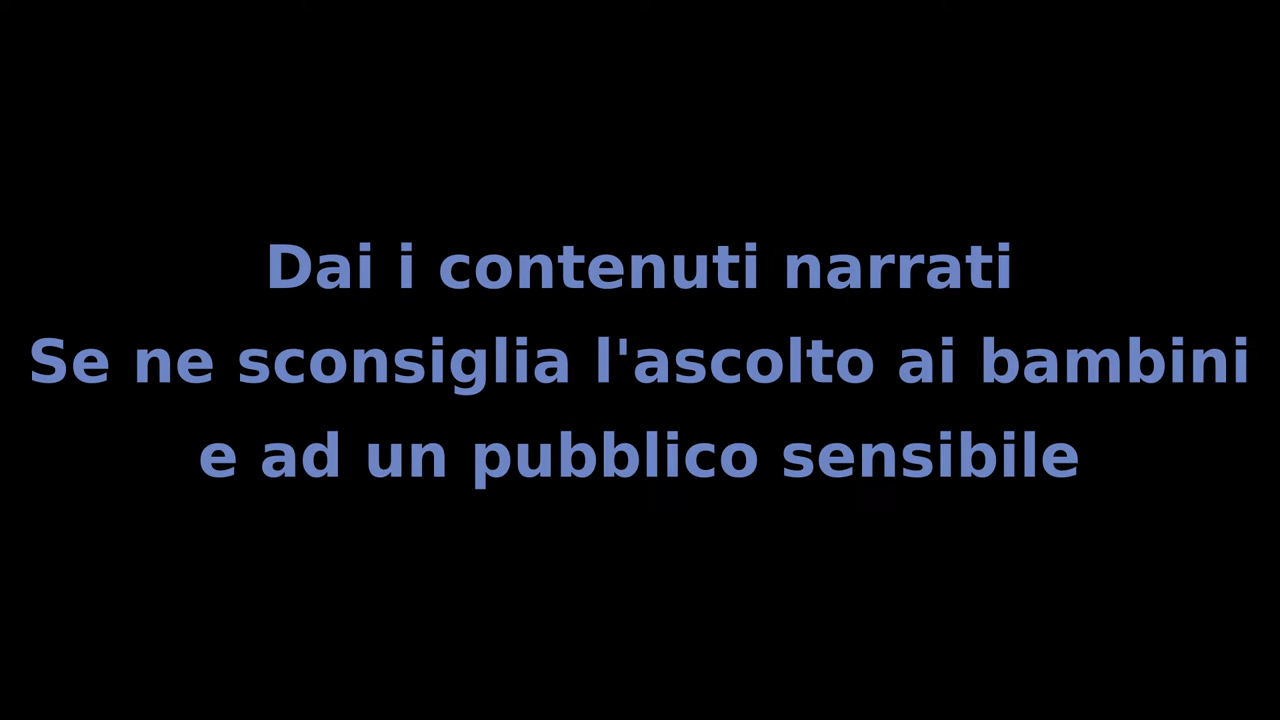 Dai i contenuti narrati
Se ne sconsiglia l'ascolto ai bambini
e ad un pubblico sensibile